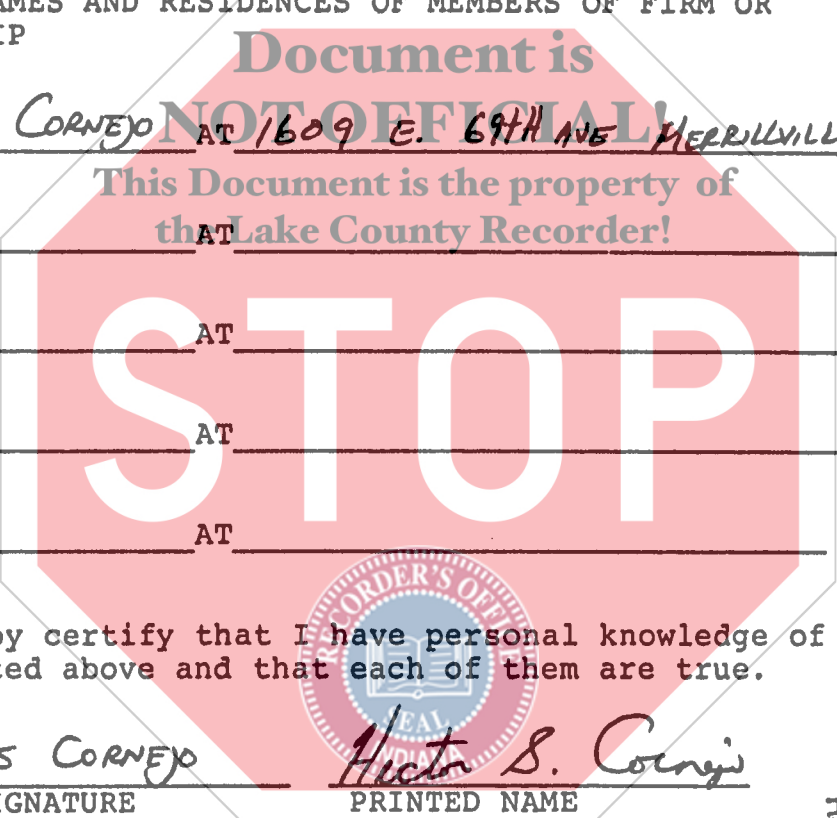 AMES AND RESIDENCES OF MEMBERS OF FIRM OR
IP
Document is
NOT OFFICIAL!
CORNEJO AT 1609 E. 69TH AVE MERRILLVILL
This Document is the property of
the Lake County Recorder!
AT
STOP
AT
AT
AT
RECORDER'S OFFICE
by certify that I have personal knowledge of
ted above and that each of them are true.
SEAL
INDIANA
S CORNEJO Hector S. Cornejo
IGNATURE PRINTED NAME